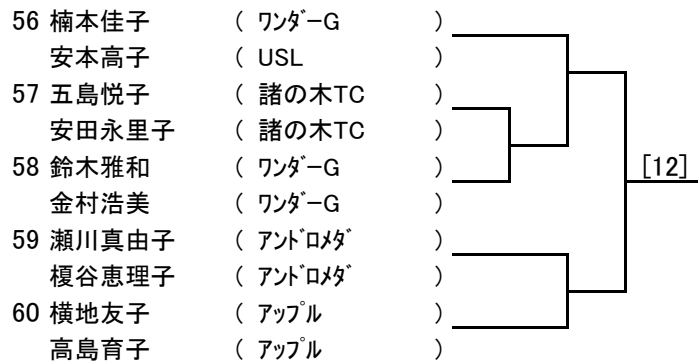 56 楠本佳子 ( ﾜﾝﾀﾞｰG )
安本高子 ( USL )
57 五島悦子 ( 諸の木TC )
安田永里子 ( 諸の木TC )
58 鈴木雅和 ( ﾜﾝﾀﾞｰG ) [12]
金村浩美 ( ﾜﾝﾀﾞｰG )
59 瀬川真由子 ( ｱﾝﾄﾞﾛﾒﾀﾞ )
榎谷恵理子 ( ｱﾝﾄﾞﾛﾒﾀﾞ )
60 横地友子 ( ｱｯﾌﾟﾙ )
高島育子 ( ｱｯﾌﾟﾙ )